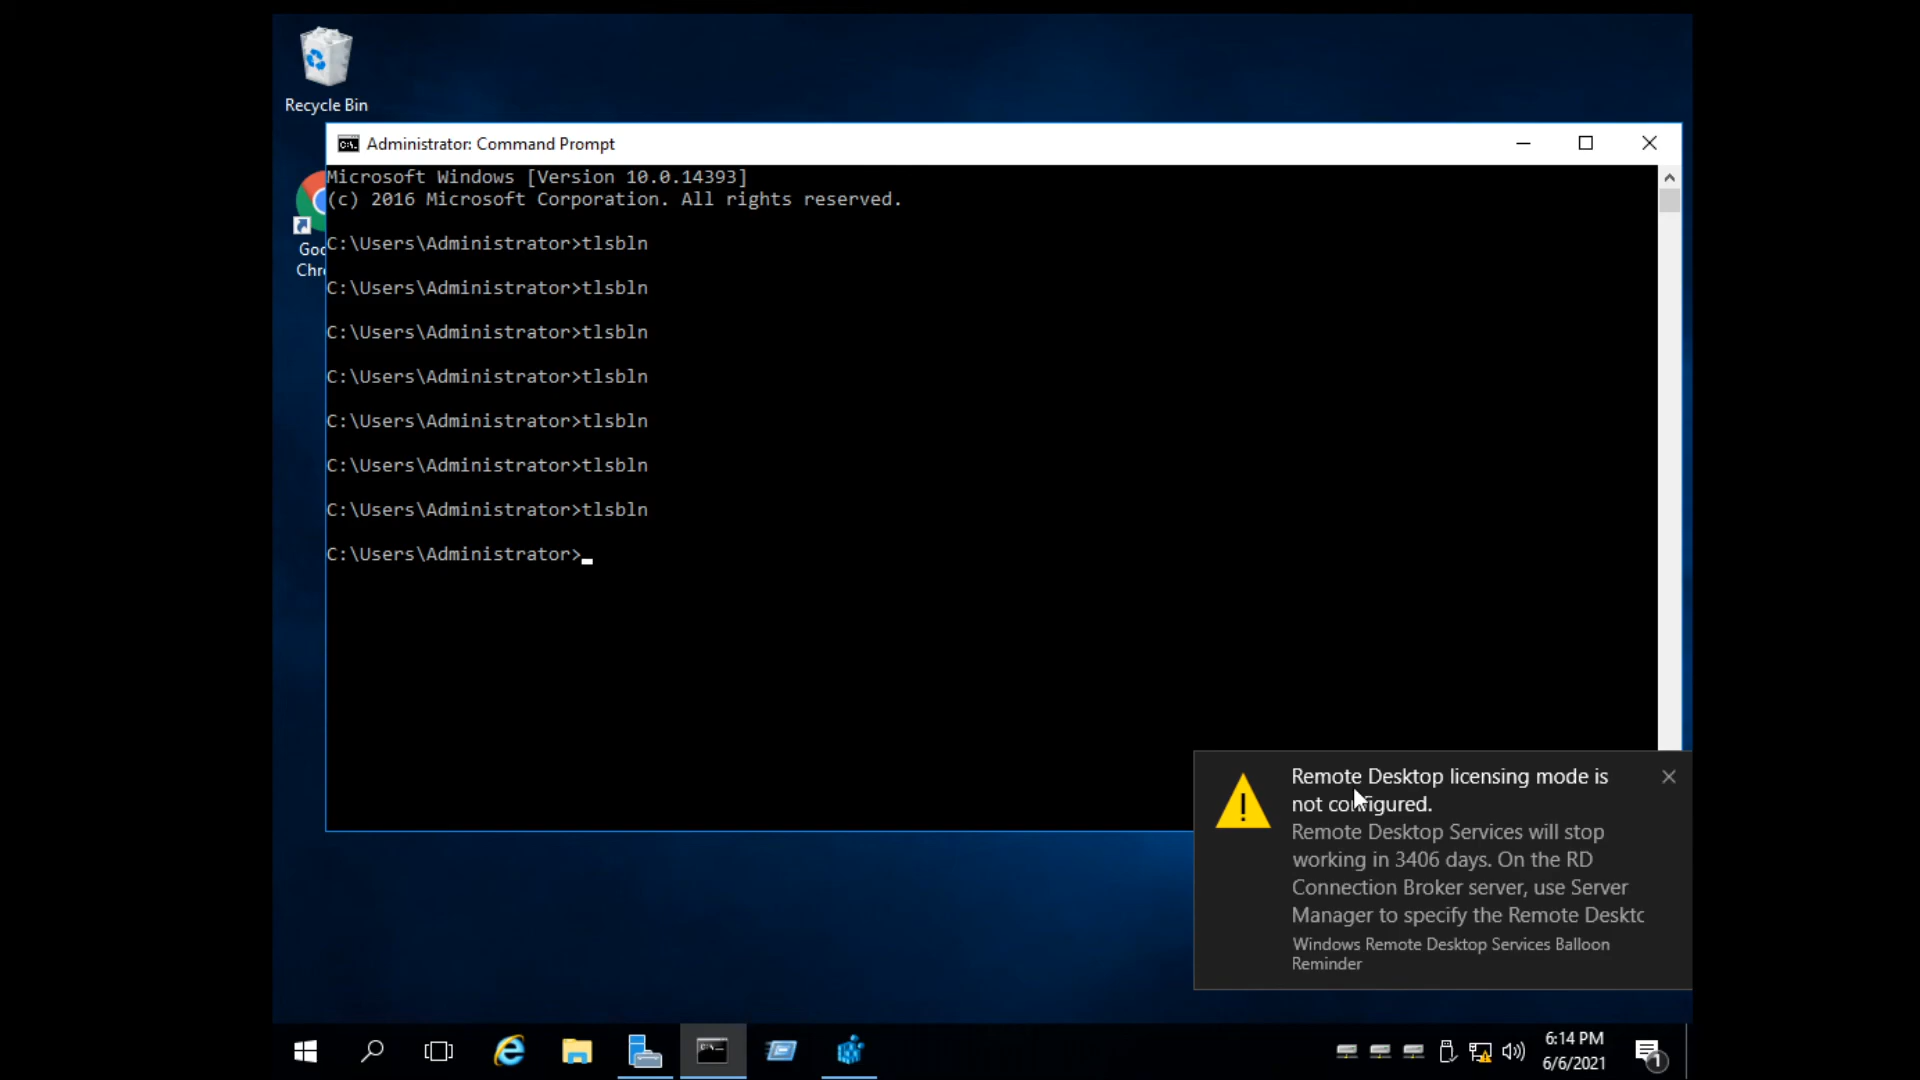 Recycle Bin
Administrator: Command Prompt
Microsoft Windows [Version 10.0.14393]
(c) 2016 Microsoft Corporation. All rights reserved.
C:\Users\Administrator>tlsbln
C:\Users\Administrator>tlsbln
C:\Users\Administrator>tlsbln
C:\Users\Administrator>tlsbln
C:\Users\Administrator>tlsbln
C:\Users\Administrator>tlsbln
C:\Users\Administrator>tlsbln
C:\Users\Administrator>
Remote Desktop licensing mode is
not configured.
Remote Desktop Services will stop
working in 3406 days. On the RD
Connection Broker server, use Server
Manager to specify the Remote Deskto
Windows Remote Desktop Services Balloon
Reminder
6:14 PM
6/6/2021
1